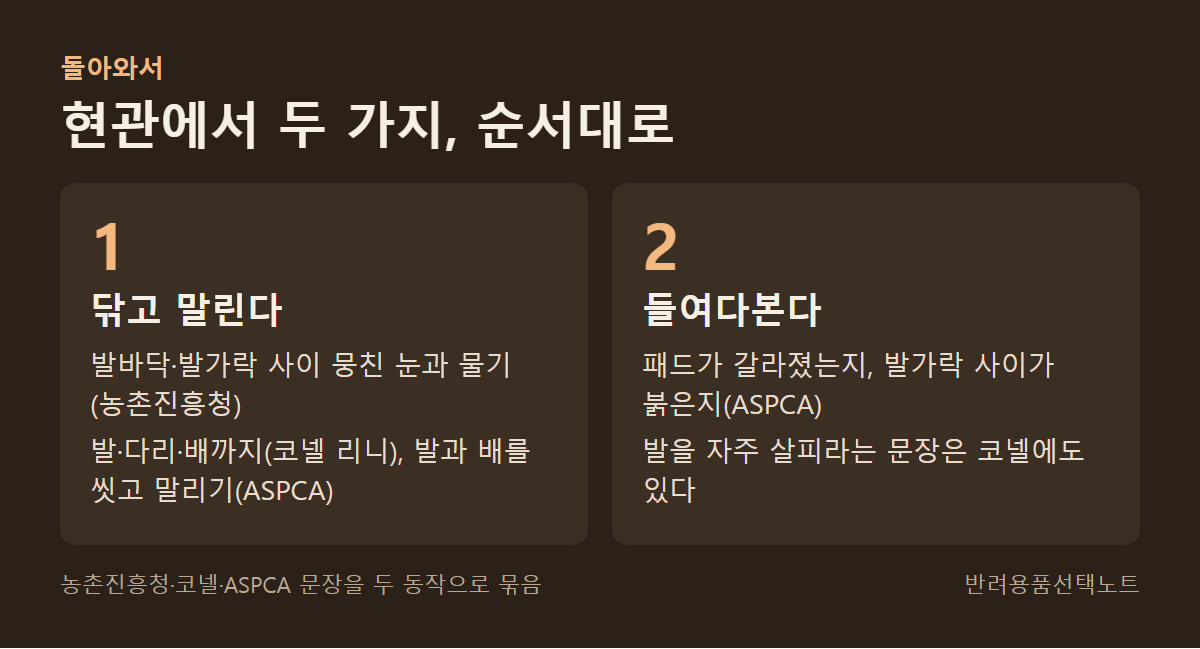 돌아와서
현관에서 두 가지, 순서대로
1
닦고 말린다
발바닥·발가락 사이 뭉친 눈과 물기
(농촌진흥청)
발·다리·배까지(코넬 리니), 발과 배를
씻고 말리기(ASPCA)
2
들여다본다
패드가 갈라졌는지, 발가락 사이가
붉은지(ASPCA)
발을 자주 살피라는 문장은 코넬에도
있다
농촌진흥청·코넬·ASPCA 문장을 두 동작으로 묶음
반려용품선택노트